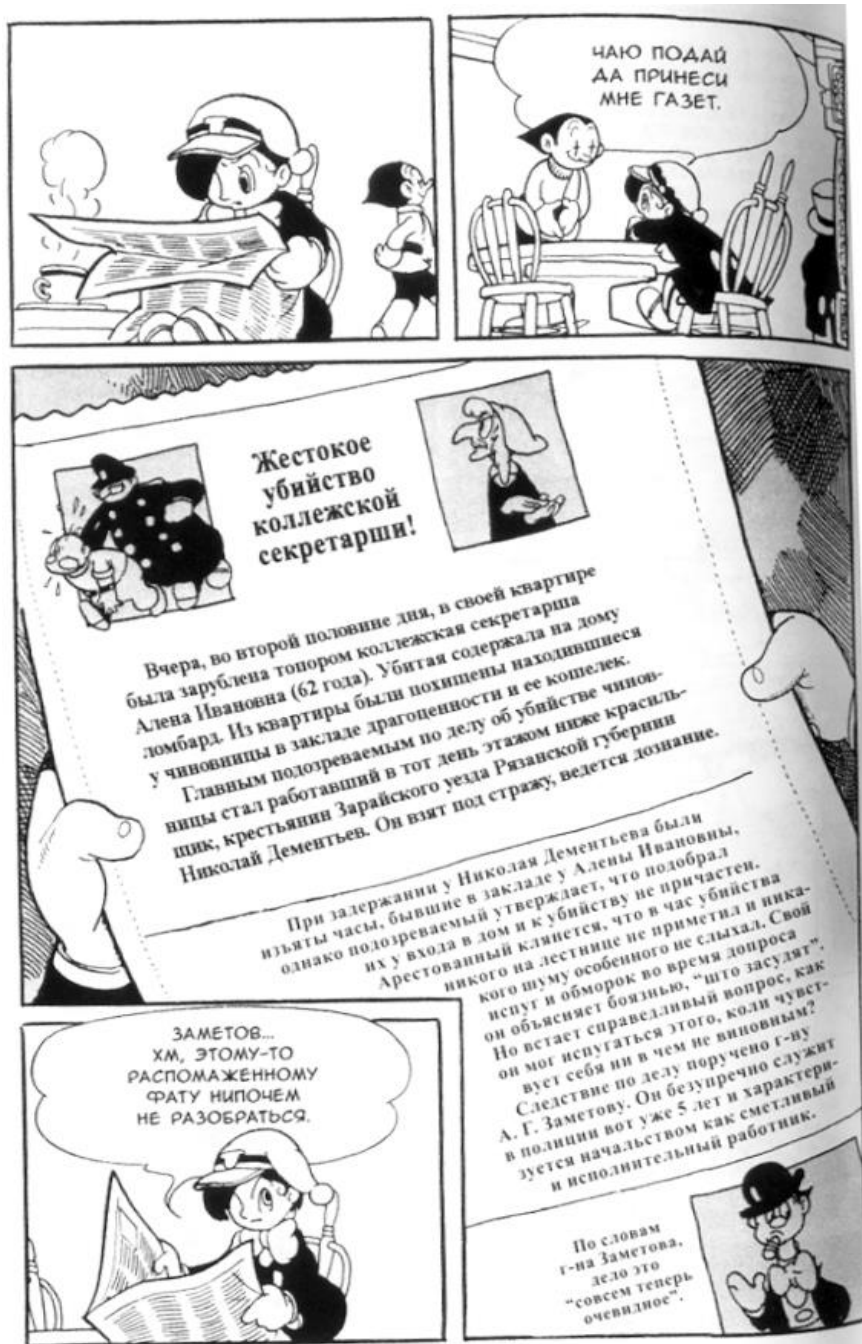 ЧАЮ ПОДАЙ
ДА ПРИНЕСИ
МНЕ ГАЗЕТ.
Жестокое
убийство
коллежской
секретарши!
Вчера, во второй половине дня, в своей квартире
была зарублена топором коллежская секретарша
Алена Ивановна (62 года). Убитая содержала на дому
ломбард. Из квартиры были похищены находившиеся
у чиновницы в закладе драгоценности и ее кошелек.
Главным подозреваемым по делу об убийстве чинов-
ницы стал работавший в тот день этажом ниже красиль-
щик, крестьянин Зарайского уезда Рязанской губернии
Николай Дементьев. Он взят под стражу, ведется дознание.
При задержании у Николая Дементьева были
изъяты часы, бывшие в закладе у Алены Ивановны,
однако подозреваемый утверждает, что подобрал
их у входа в дом и к убийству не причастен.
Арестованный клянется, что в час убийства
никого на лестнице не приметил и ника-
кого шуму особенного не слыхал. Свой
испуг и обморок во время допроса
он объясняет боязнью, “што засудят”.
Но встает справедливый вопрос, как
он мог испугаться этого, коли чувст-
вует себя ни в чем не виновным?
Следствие по делу поручено г-ну
А. Г. Заметову. Он безупречно служит
в полиции вот уже 5 лет и характери-
зуется начальством как сметливый
и исполнительный работник.
По словам
г-на Заметова,
дело это
“совсем теперь
очевидное”.
ЗАМЕТОВ...
ХМ, ЭТОМУ-ТО
РАСПОМАЖЕННОМУ
ФАТУ НИПОЧЕМ
НЕ РАЗОБРАТЬСЯ.